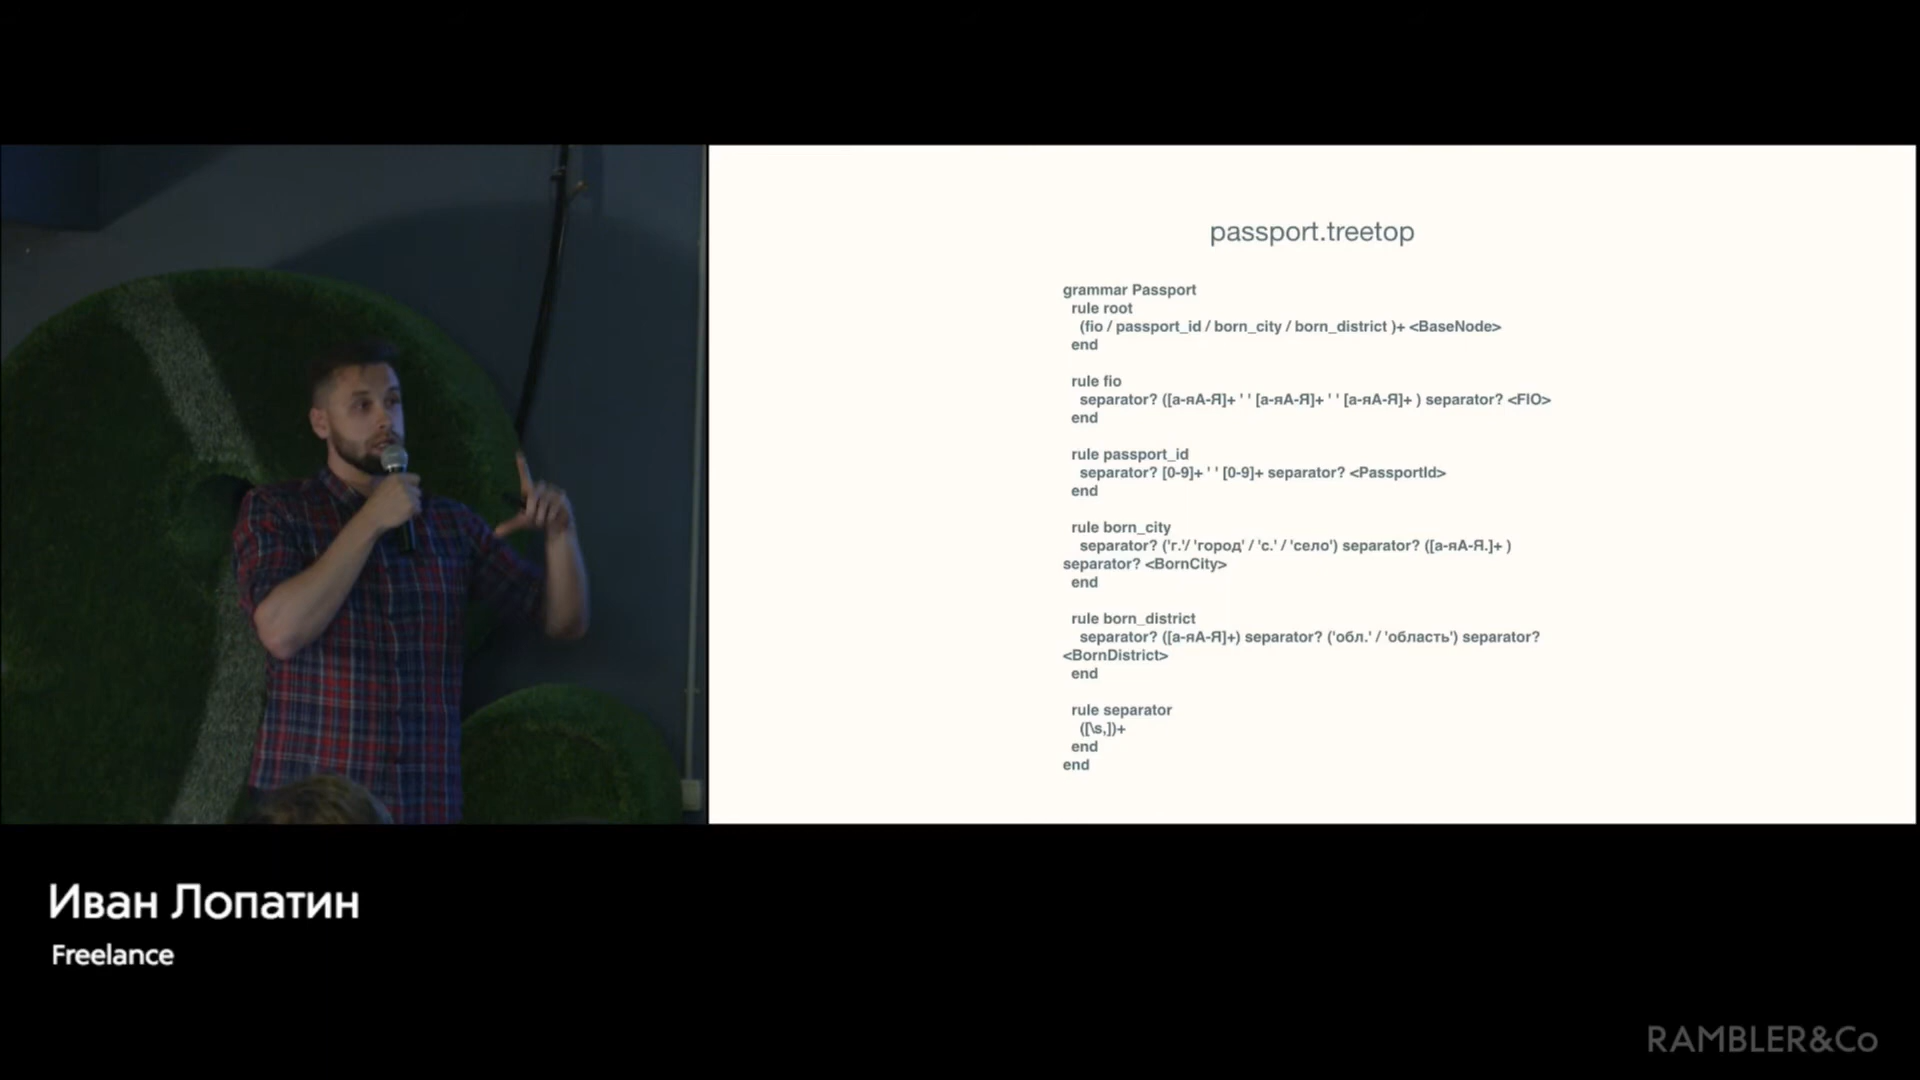 passport.treetop
grammar Passport
rule root
(fio / passport_id / born_city / born_district )+ <BaseNode>
end
rule fio
separator? ([а-яА-Я]+ ' ' [а-яА-Я]+ ' ' [а-яА-Я]+ ) separator? <FIO>
end
rule passport_id
separator? [0-9]+ ' ' [0-9]+ separator? <PassportId>
end
rule born_city
separator? ('г.'/ 'город' / 'с.' / 'село') separator? ([а-яА-Я.]+ )
separator? <BornCity>
end
rule born_district
separator? ([а-яА-Я]+) separator? ('обл.' / 'область') separator?
<BornDistrict>
end
rule separator
([\s,])+
end
end
Иван Лопатин
Freelance
RAMBLER&Co